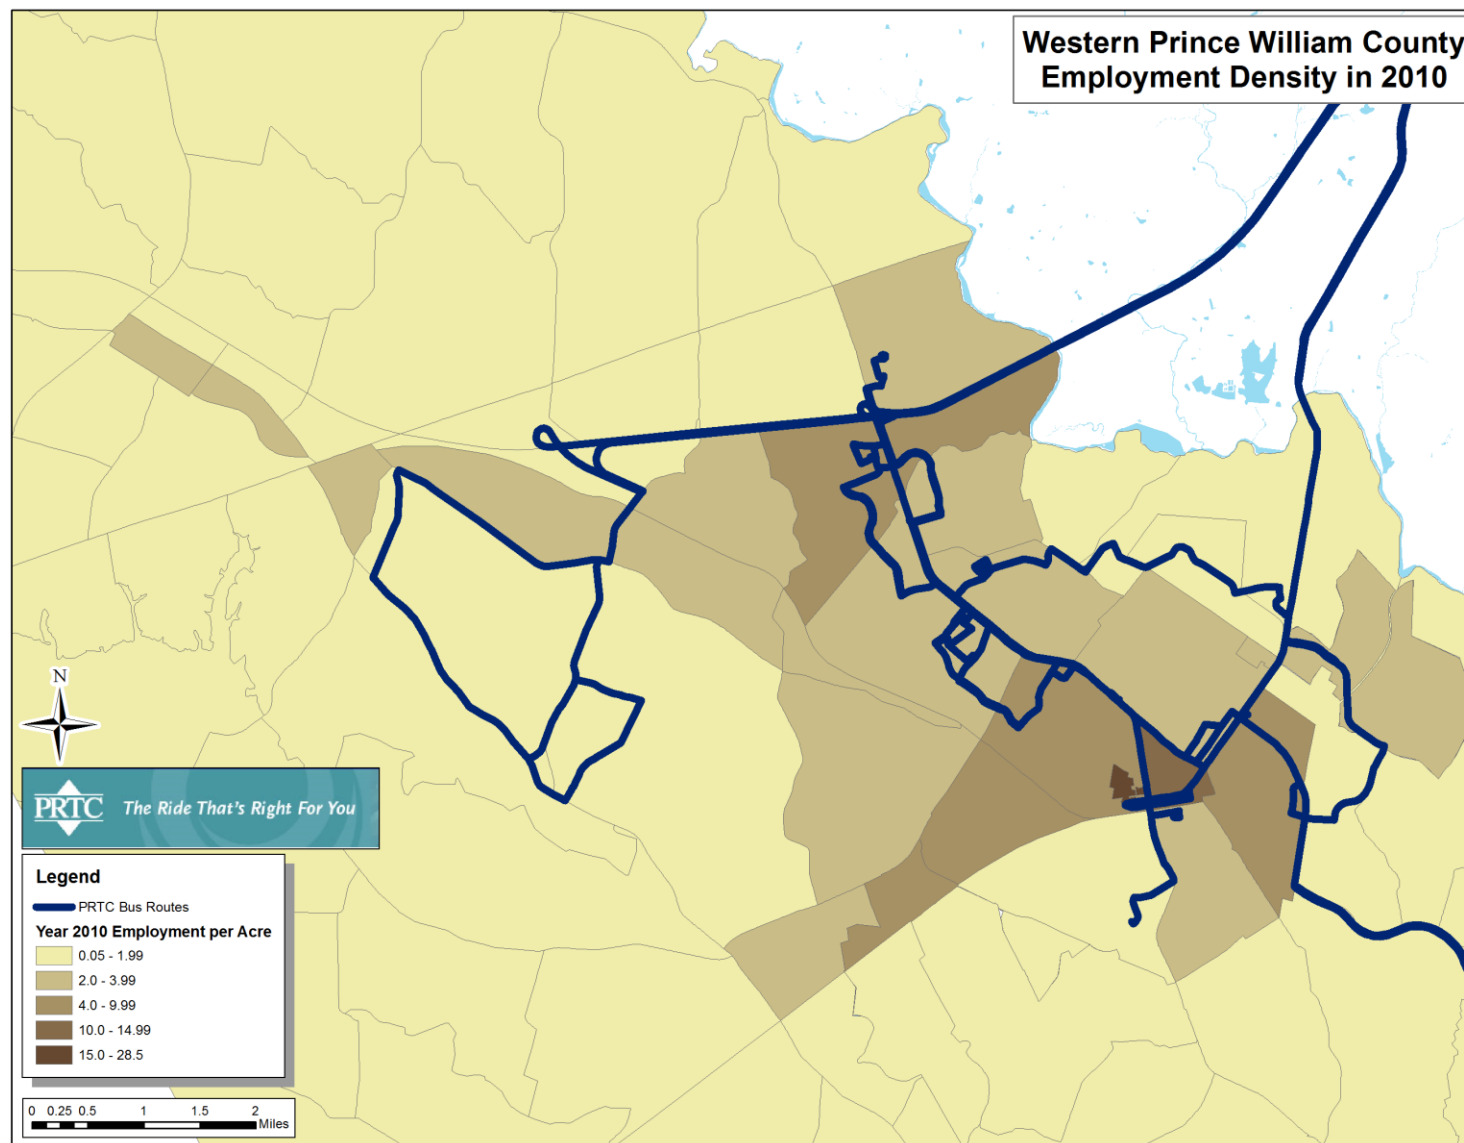 Western Prince William County
Employment Density in 2010
N
PRTC The Ride That's Right For You
Legend
PRTC Bus Routes
Year 2010 Employment per Acre
0.05 - 1.99
2.0 - 3.99
4.0 - 9.99
10.0 - 14.99
15.0 - 28.5
0 0.25 0.5 1 1.5 2
Miles